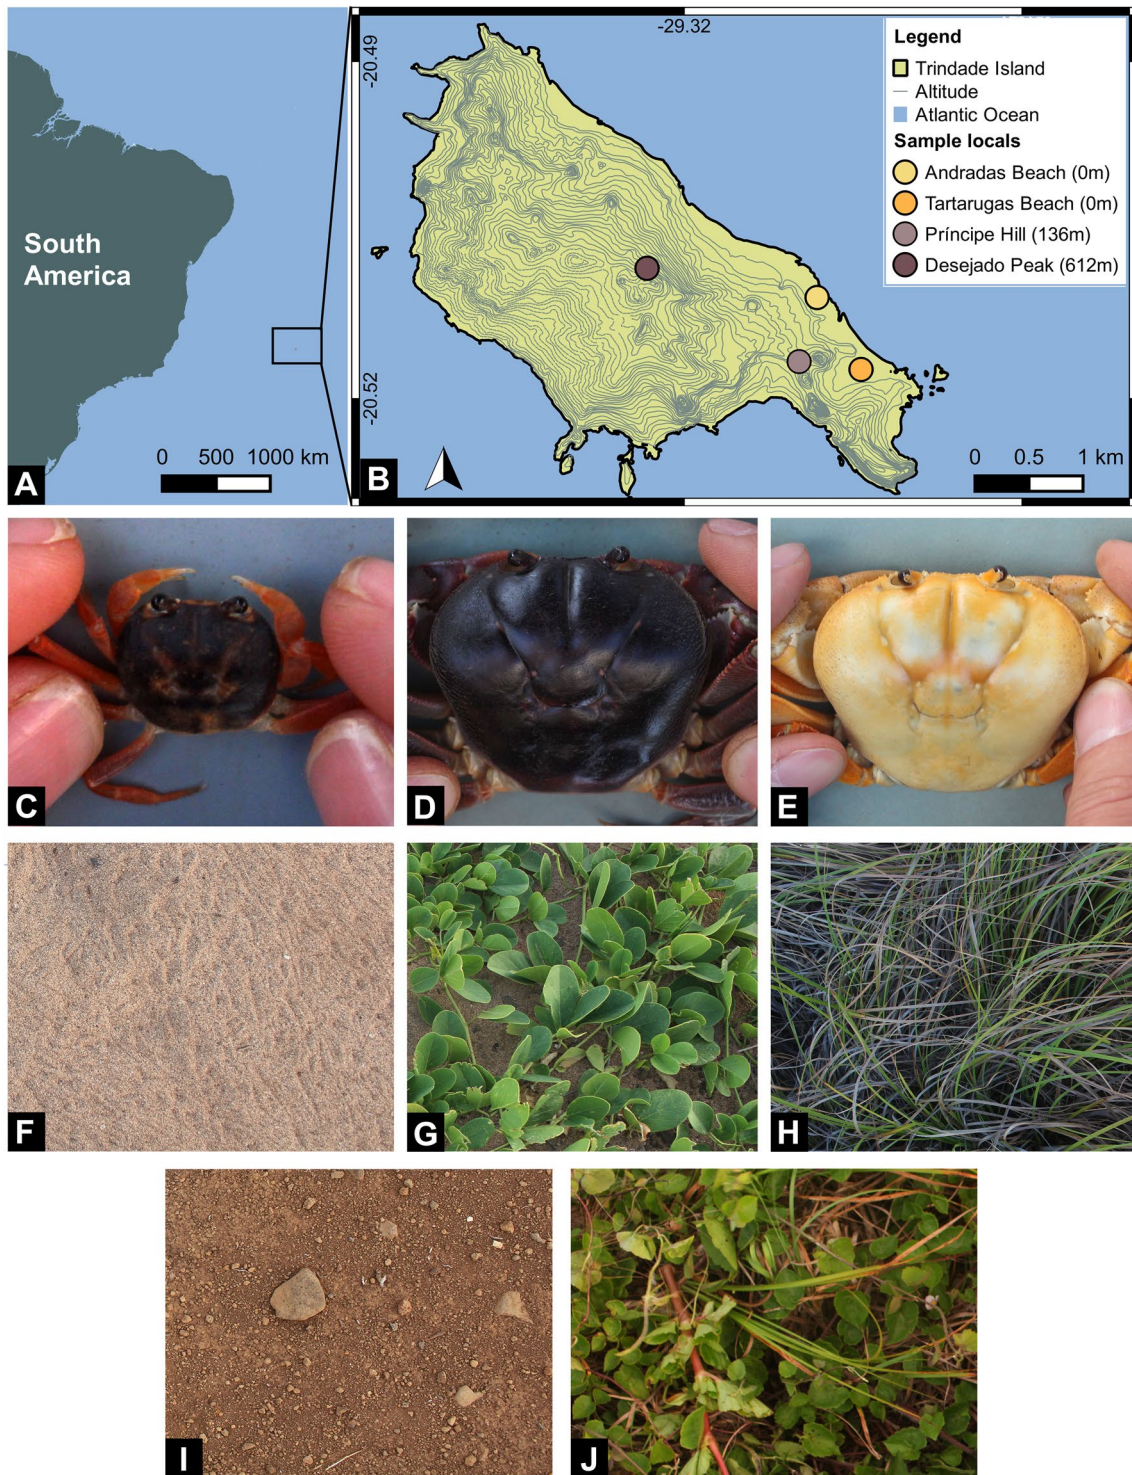 -29.32
-20.49
-20.52
Legend
Trindade Island
Altitude
Atlantic Ocean
Sample locals
Andradas Beach (0m)
Tartarugas Beach (0m)
Príncipe Hill (136m)
Desejado Peak (612m)
South
America
0 500 1000 km
0 0.5 1 km
A
B
C
D
E
F
G
H
I
J